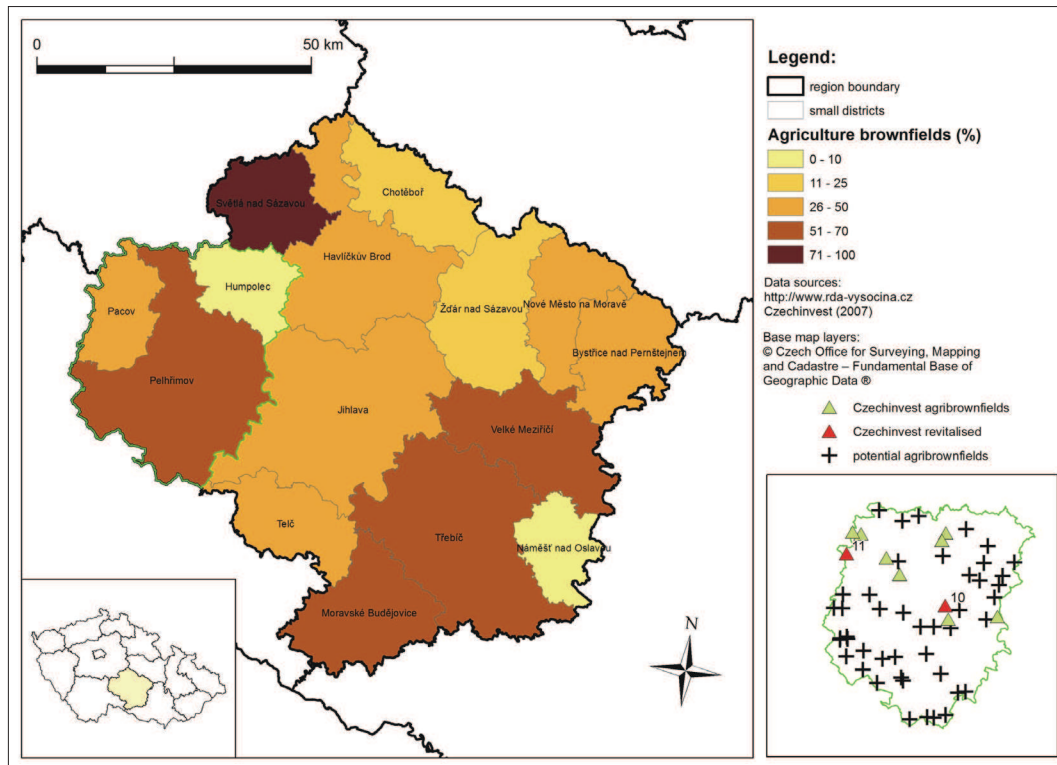 0 50 km
Chotěboř
Světlá nad Sázavou
Havlíčkův Brod
Humpolec
Pacov
Žďár nad Sázavou
Nové Město na Moravě
Bystřice nad Pernštejnem
Pelhřimov
Jihlava
Velké Meziříčí
Telč
Třebíč
Náměšť nad Oslavou
Moravské Budějovice
N
Legend:
region boundary
small districts
Agriculture brownfields (%)
0 - 10
11 - 25
26 - 50
51 - 70
71 - 100
Data sources:
http://www.rda-vysocina.cz
Czechinvest (2007)
Base map layers:
© Czech Office for Surveying, Mapping
and Cadastre – Fundamental Base of
Geographic Data ®
Czechinvest agribrownfields
Czechinvest revitalised
potential agribrownfields
11
10